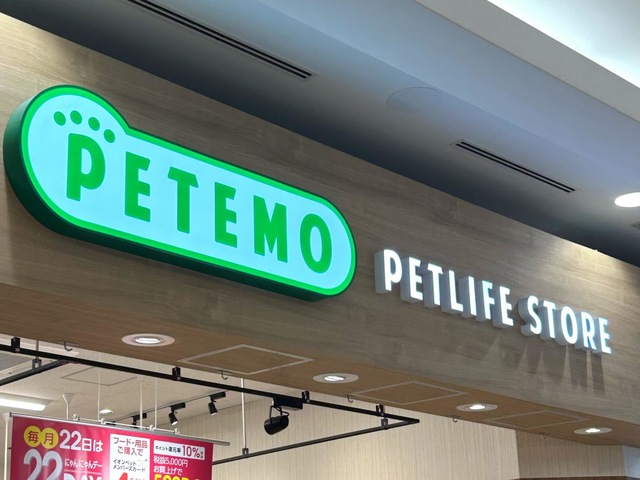 PETEMO
PETLIFE STORE
毎月
22日は
にゃんにゃんデー
22
DAY
フード・用品
ご購入で
イオンペット
メンバーズカード
ポイント還元率10%
税抜5,000円
お買上げで